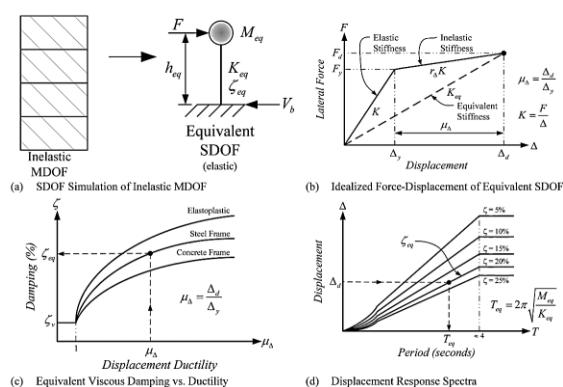 F
M_eq
h_eq
K_eq
ζ_eq
V_b
Equivalent
SDOF
(elastic)
Inelastic
MDOF
(a) SDOF Simulation of Inelastic MDOF
F
Elastic
Stiffness
Inelastic
Stiffness
F_d
F_y
r_Δ K
K_eq
K
Equivalent
Stiffness
μ_Δ
μ_Δ = Δ_d / Δ_y
K = F / Δ
Lateral Force
Δ_y
Δ_d
Δ
Displacement
(b) Idealized Force-Displacement of Equivalent SDOF
ζ
Elastoplastic
Steel Frame
Concrete Frame
ζ_eq
ζ_v
μ_Δ = Δ_d / Δ_y
Damping (%)
1
μ_Δ
μ_Δ
Displacement Ductility
(c) Equivalent Viscous Damping vs. Ductility
Δ
ζ = 5%
ζ = 10%
ζ = 15%
ζ = 20%
ζ = 25%
ζ_eq
Δ_d
T_eq = 2π √(M_eq / K_eq)
Displacement
T_eq
≈ 4
T
Period (seconds)
(d) Displacement Response Spectra